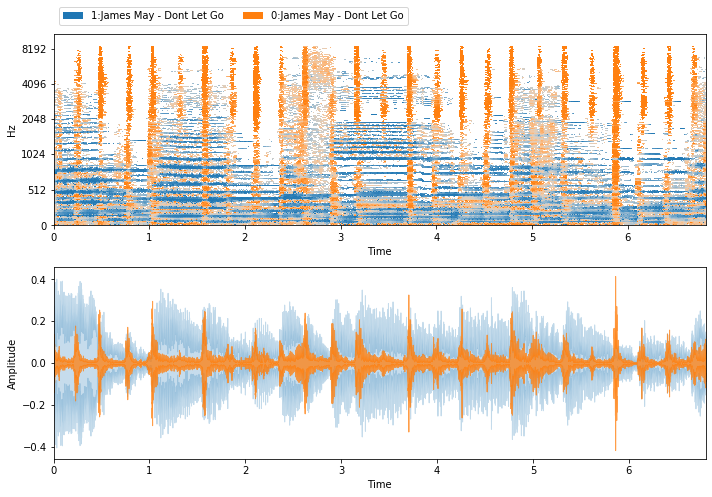 1:James May - Dont Let Go 0:James May - Dont Let Go
8192
4096
2048
1024
512
0
Hz
0 1 2 3 4 5 6
Time
0.4
0.2
0.0
−0.2
−0.4
Amplitude
0 1 2 3 4 5 6
Time